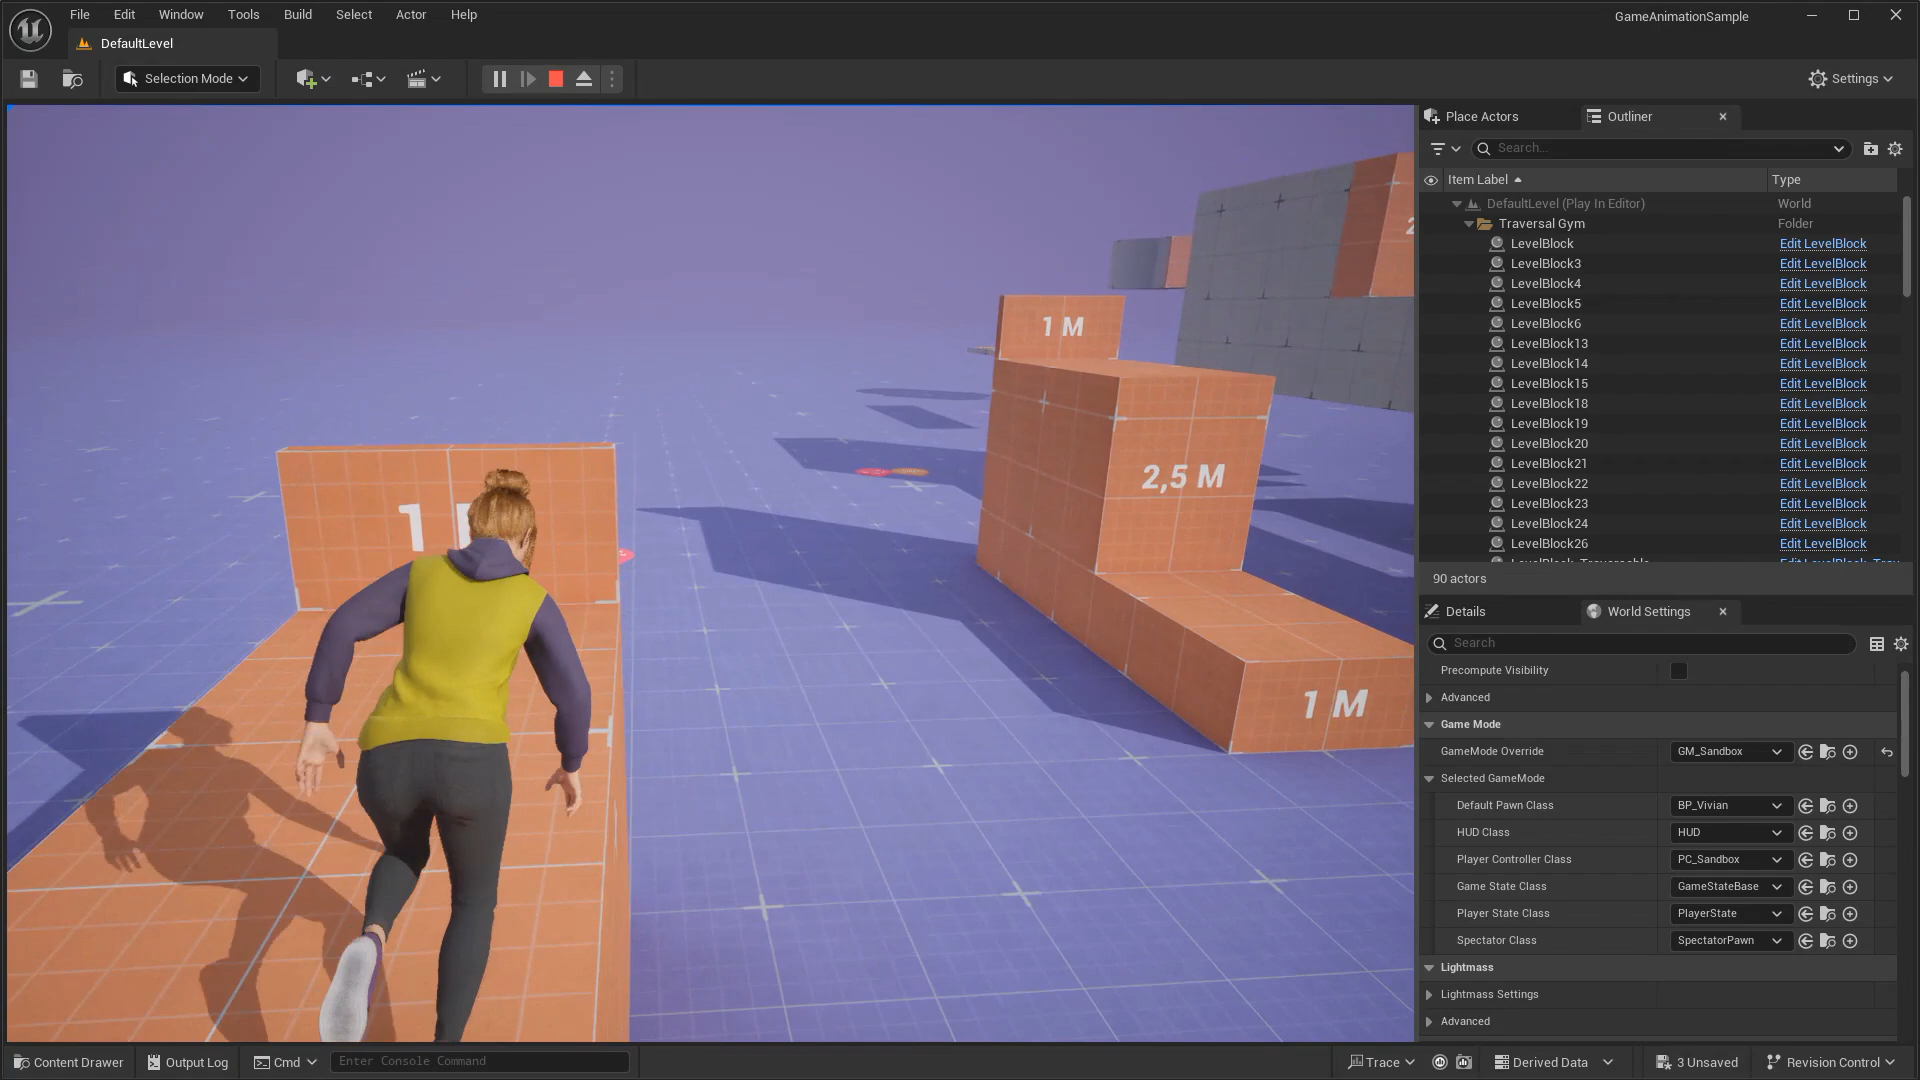 File Edit Window Tools Build Select Actor Help
GameAnimationSample
DefaultLevel
Selection Mode
Settings
1 M
2,5 M
1 M
1
2
Place Actors
Outliner
Search...
Item Label
Type
DefaultLevel (Play In Editor) World
Traversal Gym Folder
LevelBlock Edit LevelBlock
LevelBlock3 Edit LevelBlock
LevelBlock4 Edit LevelBlock
LevelBlock5 Edit LevelBlock
LevelBlock6 Edit LevelBlock
LevelBlock13 Edit LevelBlock
LevelBlock14 Edit LevelBlock
LevelBlock15 Edit LevelBlock
LevelBlock18 Edit LevelBlock
LevelBlock19 Edit LevelBlock
LevelBlock20 Edit LevelBlock
LevelBlock21 Edit LevelBlock
LevelBlock22 Edit LevelBlock
LevelBlock23 Edit LevelBlock
LevelBlock24 Edit LevelBlock
LevelBlock26 Edit LevelBlock
90 actors
Details
World Settings
Search
Precompute Visibility
Advanced
Game Mode
GameMode Override GM_Sandbox
Selected GameMode
Default Pawn Class BP_Vivian
HUD Class HUD
Player Controller Class PC_Sandbox
Game State Class GameStateBase
Player State Class PlayerState
Spectator Class SpectatorPawn
Lightmass
Lightmass Settings
Advanced
Content Drawer
Output Log
Cmd
Enter Console Command
Trace
Derived Data
3 Unsaved
Revision Control